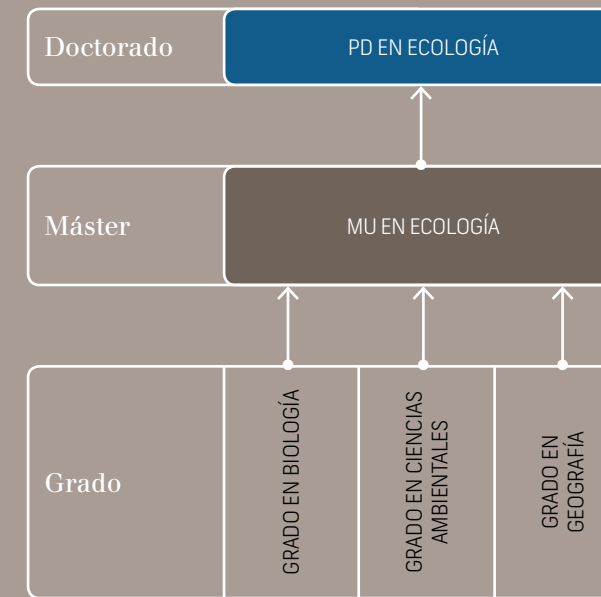 Doctorado
PD EN ECOLOGÍA
Máster
MU EN ECOLOGÍA
Grado
GRADO EN BIOLOGÍA
GRADO EN CIENCIAS
AMBIENTALES
GRADO EN
GEOGRAFÍA